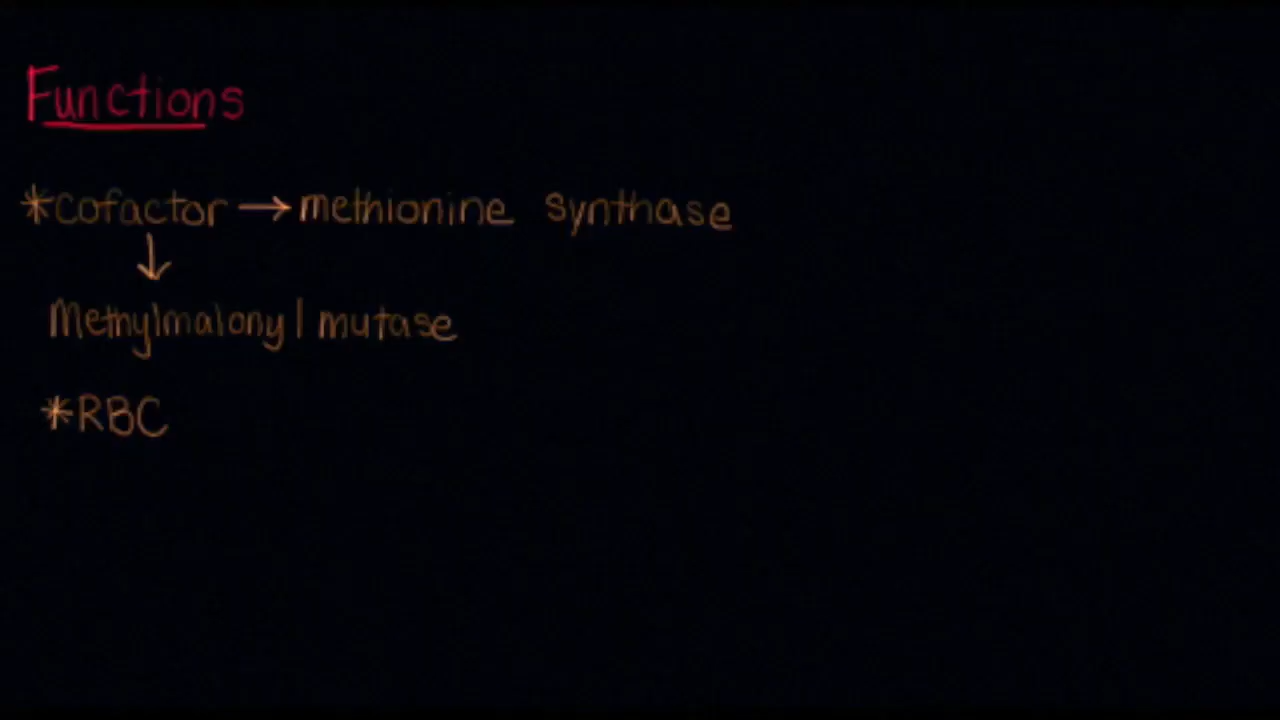 Functions
*cofactor → methionine synthase
↓
Methylmalonyl mutase
*RBC